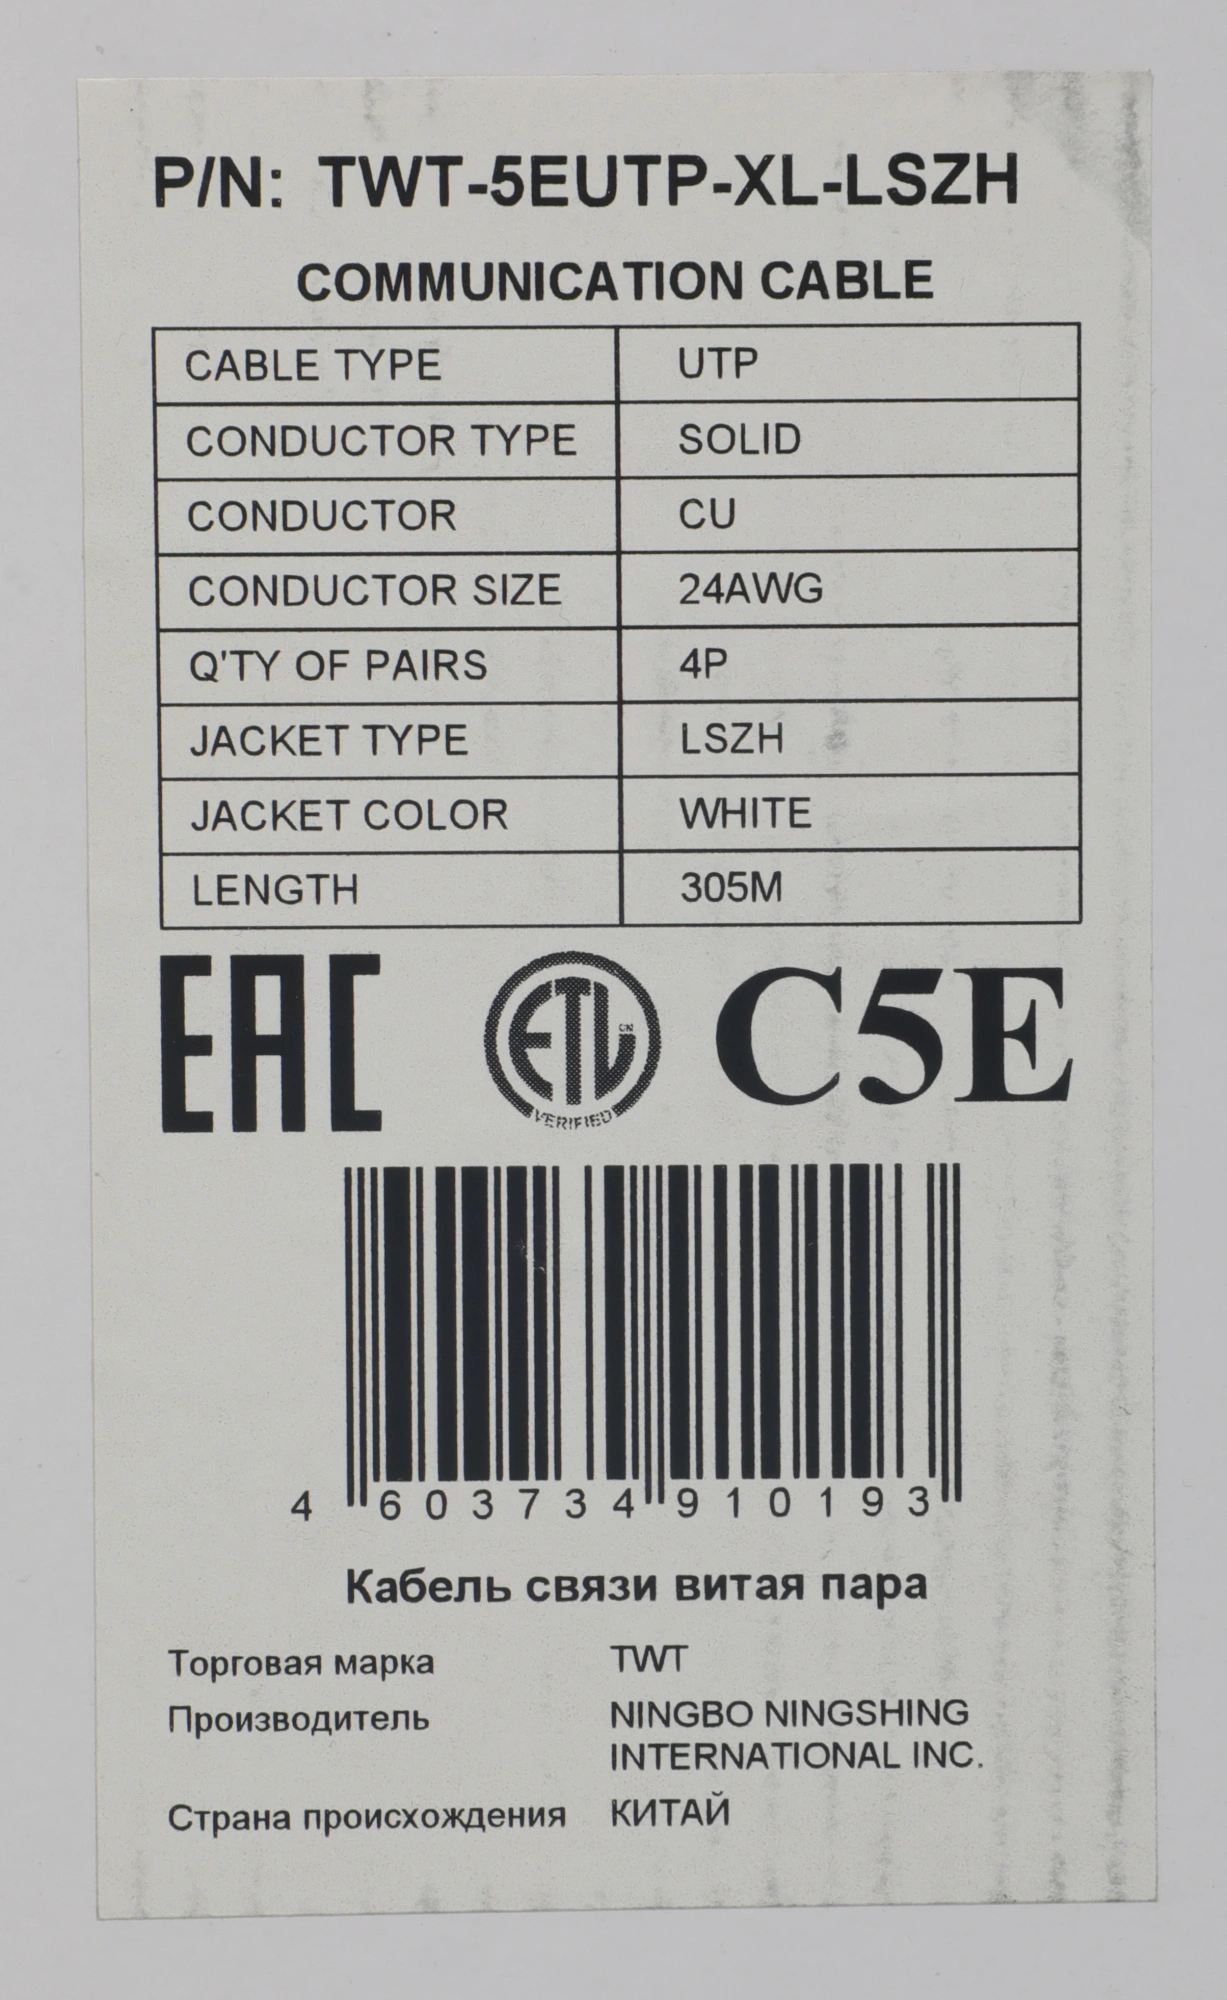 P/N: TWT-5EUTP-XL-LSZH
COMMUNICATION CABLE
CABLE TYPE UTP
CONDUCTOR TYPE SOLID
CONDUCTOR CU
CONDUCTOR SIZE 24AWG
Q'TY OF PAIRS 4P
JACKET TYPE LSZH
JACKET COLOR WHITE
LENGTH 305M
EAC ETL CN VERIFIED C5E
4 603734 910193
Кабель связи витая пара
Торговая марка TWT
Производитель NINGBO NINGSHING
INTERNATIONAL INC.
Страна происхождения КИТАЙ